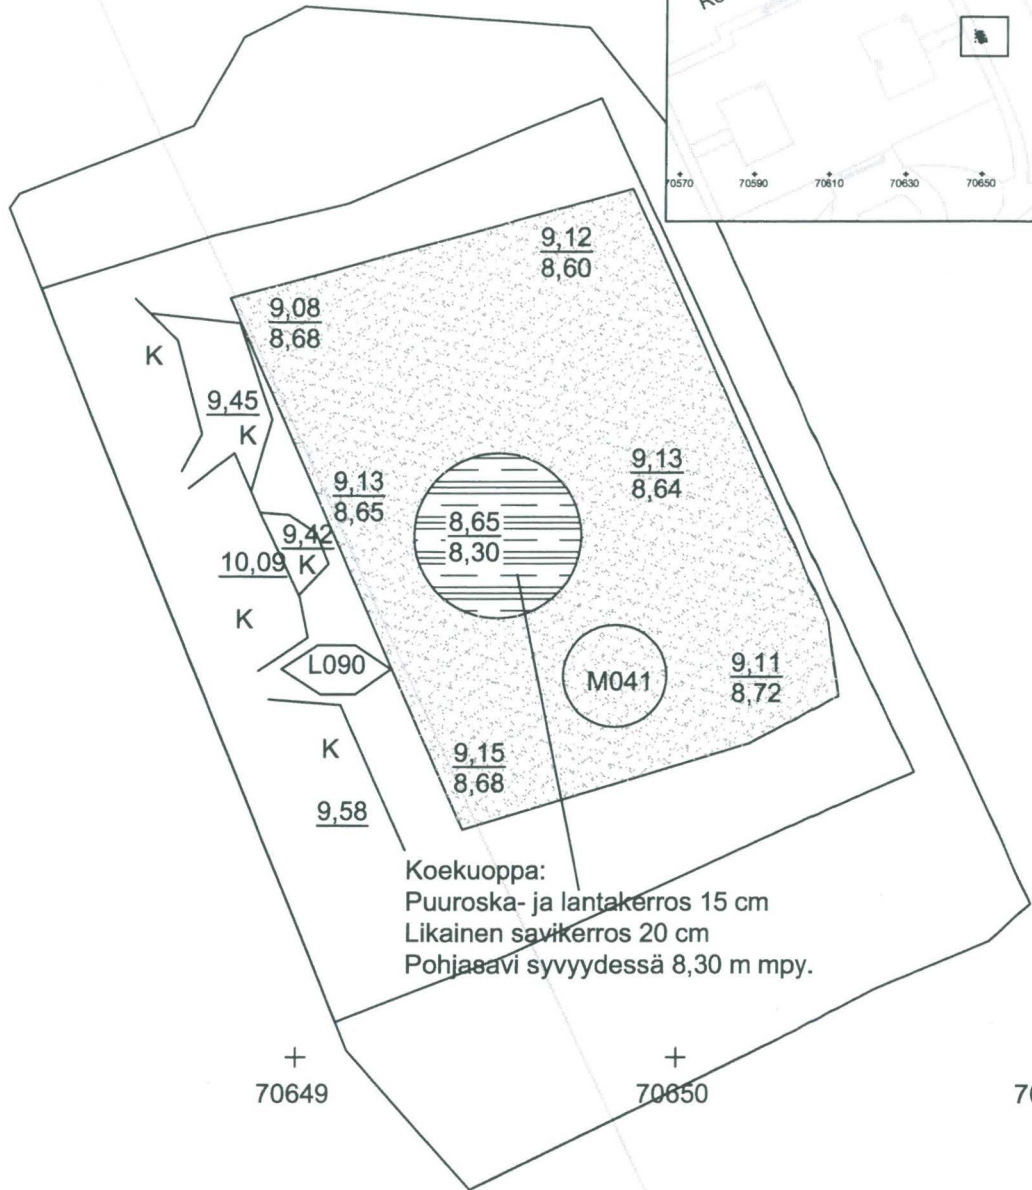 70570 70590 70610 70630 70650
9,12
8,60
9,08
8,68
K
9,45
K
9,13
8,64
9,13
8,65
8,65
8,30
9,42
K
10,09
K
L090
M041
9,11
8,72
K
9,15
8,68
9,58
Koekuoppa:
Puuroska- ja lantakerros 15 cm
Likainen savikerros 20 cm
Pohjasavi syvyydessä 8,30 m mpy.
70649 70650